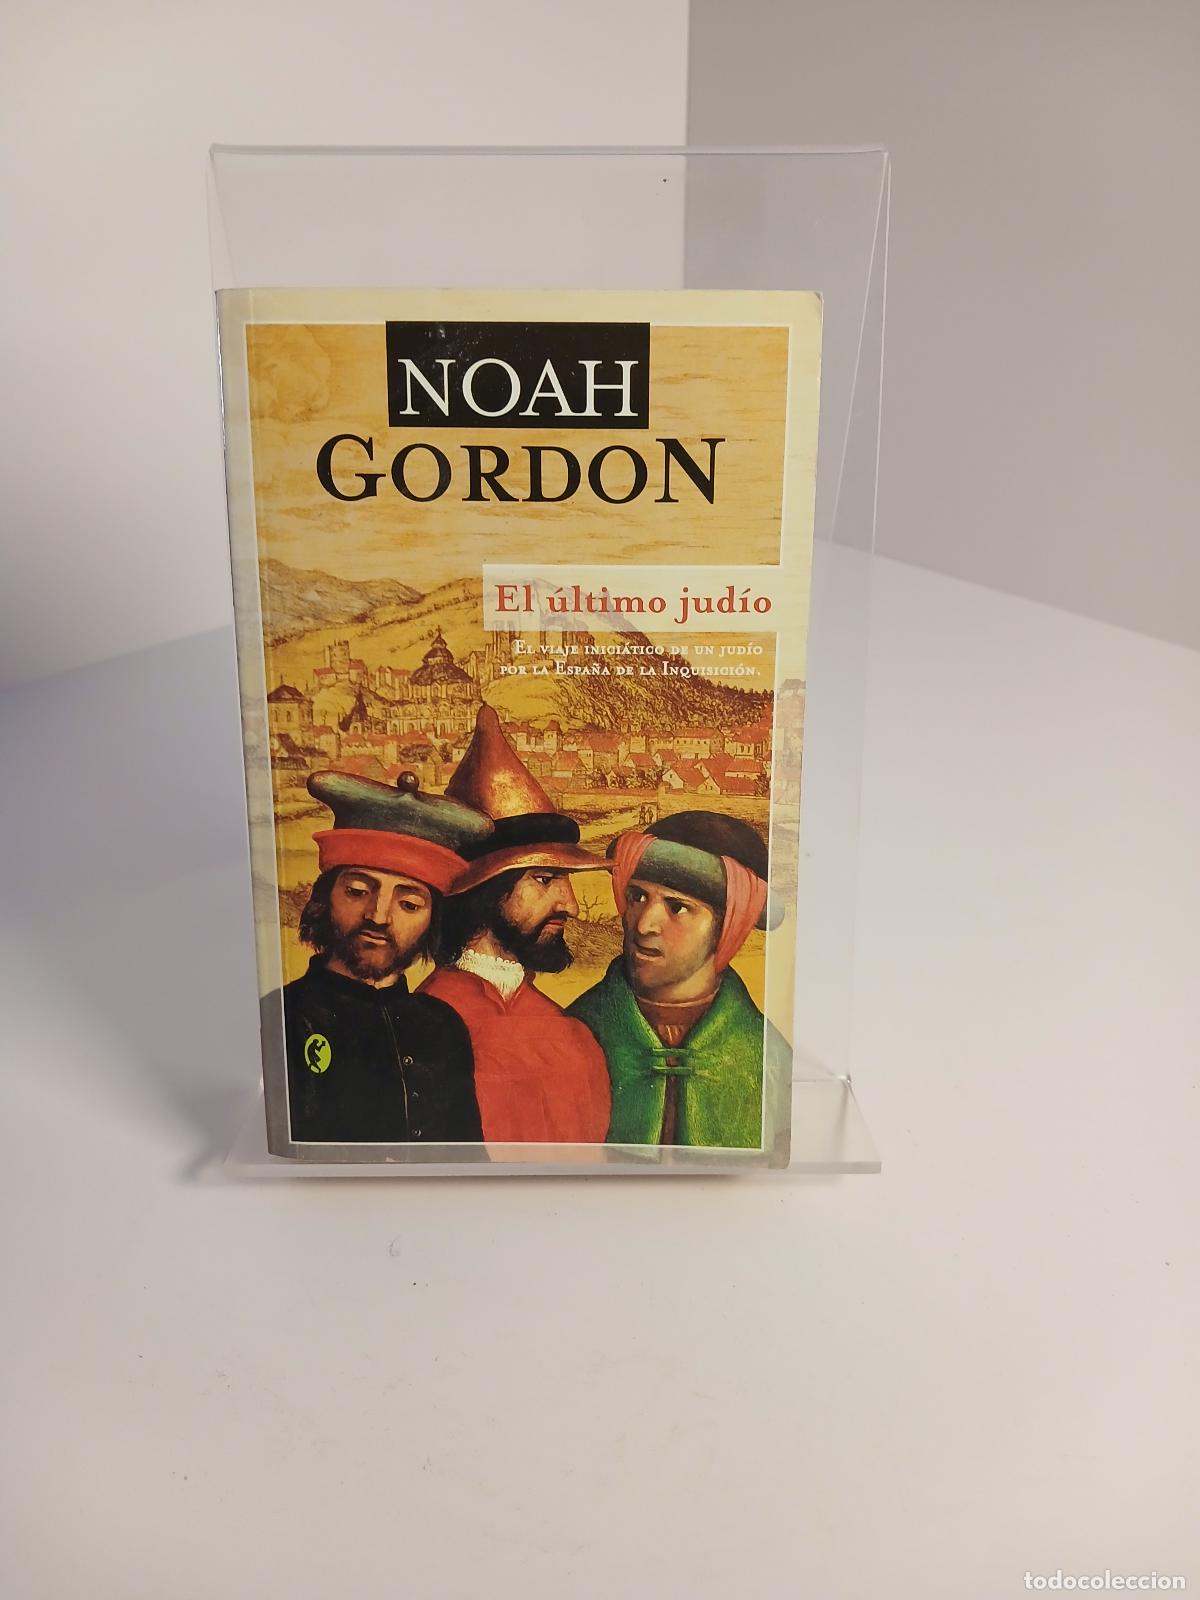 NOAH
GORDON
El último judío
El viaje iniciático de un judío
por la España de la Inquisición.
todocoleccion